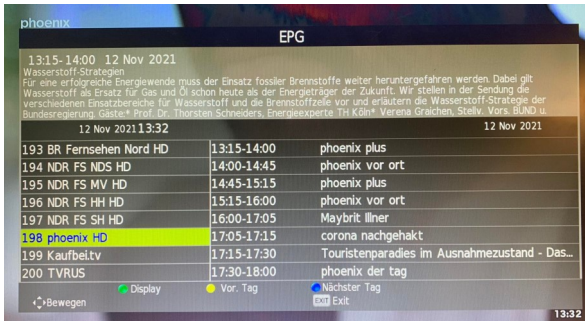 phoenix
EPG
13:15-14:00 12 Nov 2021
Wasserstoff-Strategien
Für eine erfolgreiche Energiewende muss der Einsatz fossiler Brennstoffe weiter heruntergefahren werden. Dabei gilt
Wasserstoff als Ersatz für Gas und Öl schon heute als der Energieträger der Zukunft. Wir stellen in der Sendung die
verschiedenen Einsatzbereiche für Wasserstoff und die Brennstoffzelle vor und erläutern die Wasserstoff-Strategie der
Bundesregierung. Gäste:* Prof. Dr. Thorsten Schneiders, Energieexperte TH Köln* Verena Graichen, Stellv. Vors. BUND u.
12 Nov 2021 13:32 12 Nov 2021
193 BR Fernsehen Nord HD 13:15-14:00 phoenix plus
194 NDR FS NDS HD 14:00-14:45 phoenix vor ort
195 NDR FS MV HD 14:45-15:15 phoenix plus
196 NDR FS HH HD 15:15-16:00 phoenix vor ort
197 NDR FS SH HD 16:00-17:05 Maybrit Illner
198 phoenix HD 17:05-17:15 corona nachgehakt
199 Kaufbei.tv 17:15-17:30 Touristenparadies im Ausnahmezustand - Das...
200 TVRUS 17:30-18:00 phoenix der tag
Display Vor. Tag Nächster Tag
Bewegen EXIT Exit
13:32